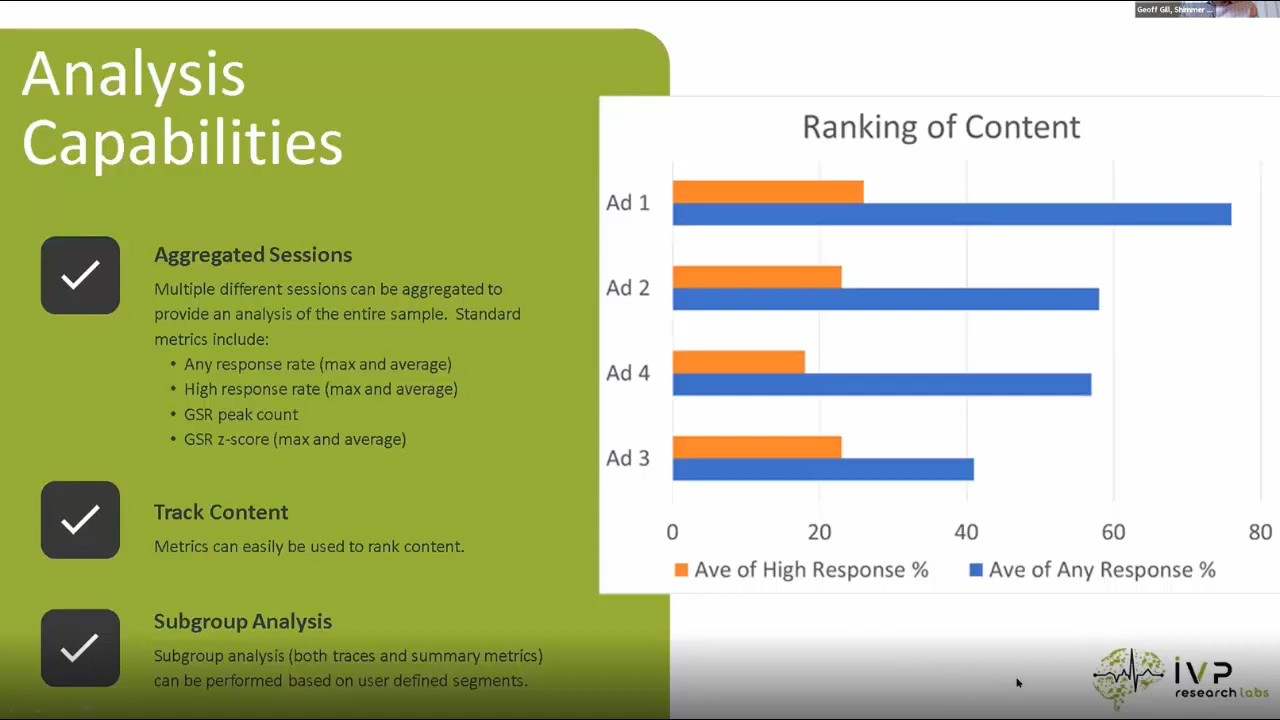 Geoff Gill, Shimmer ...
Analysis
Capabilities
Aggregated Sessions
Multiple different sessions can be aggregated to
provide an analysis of the entire sample. Standard
metrics include:
• Any response rate (max and average)
• High response rate (max and average)
• GSR peak count
• GSR z-score (max and average)
Track Content
Metrics can easily be used to rank content.
Subgroup Analysis
Subgroup analysis (both traces and summary metrics)
can be performed based on user defined segments.
Ranking of Content
Ad 1
Ad 2
Ad 4
Ad 3
0 20 40 60 80
Ave of High Response % Ave of Any Response %
iVP
research labs